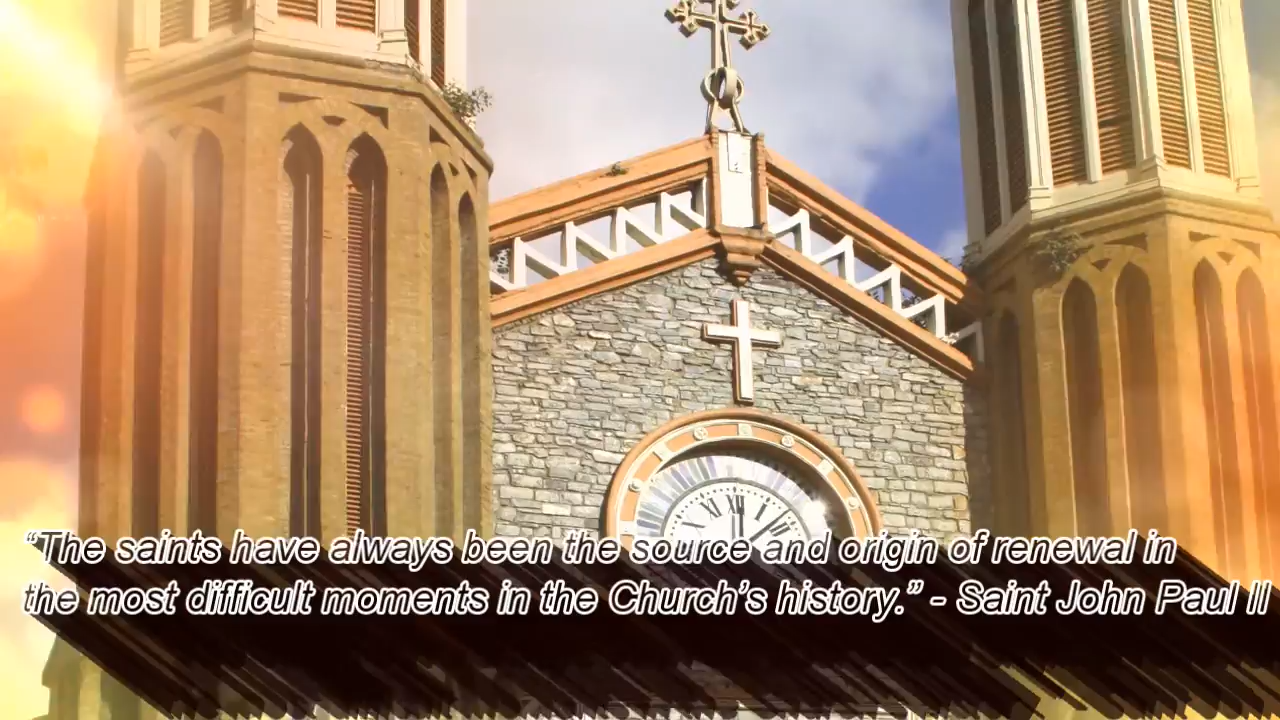 “The saints have always been the source and origin of renewal in
the most difficult moments in the Church’s history.” - Saint John Paul II